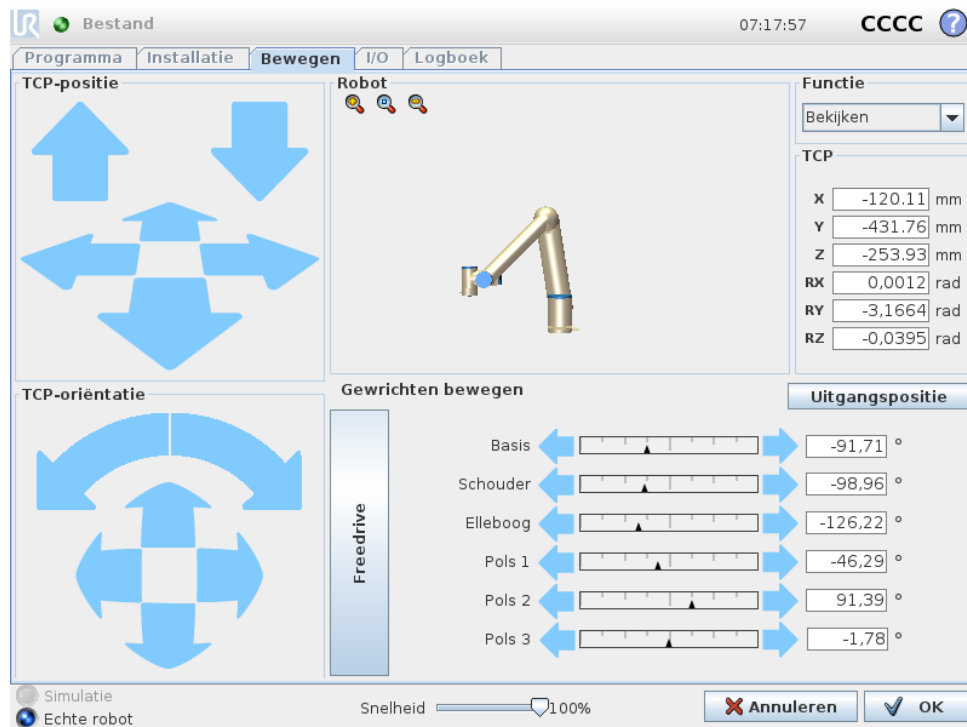 UR Bestand 07:17:57 CCCC ?
Programma Installatie Bewegen I/O Logboek
TCP-positie
Robot
Functie
Bekijken
TCP
X -120.11 mm
Y -431.76 mm
Z -253.93 mm
RX 0,0012 rad
RY -3,1664 rad
RZ -0,0395 rad
TCP-oriëntatie
Gewrichten bewegen
Uitgangspositie
Freedrive
Basis -91,71 °
Schouder -98,96 °
Elleboog -126,22 °
Pols 1 -46,29 °
Pols 2 91,39 °
Pols 3 -1,78 °
Simulatie
Echte robot
Snelheid 100%
Annuleren
OK